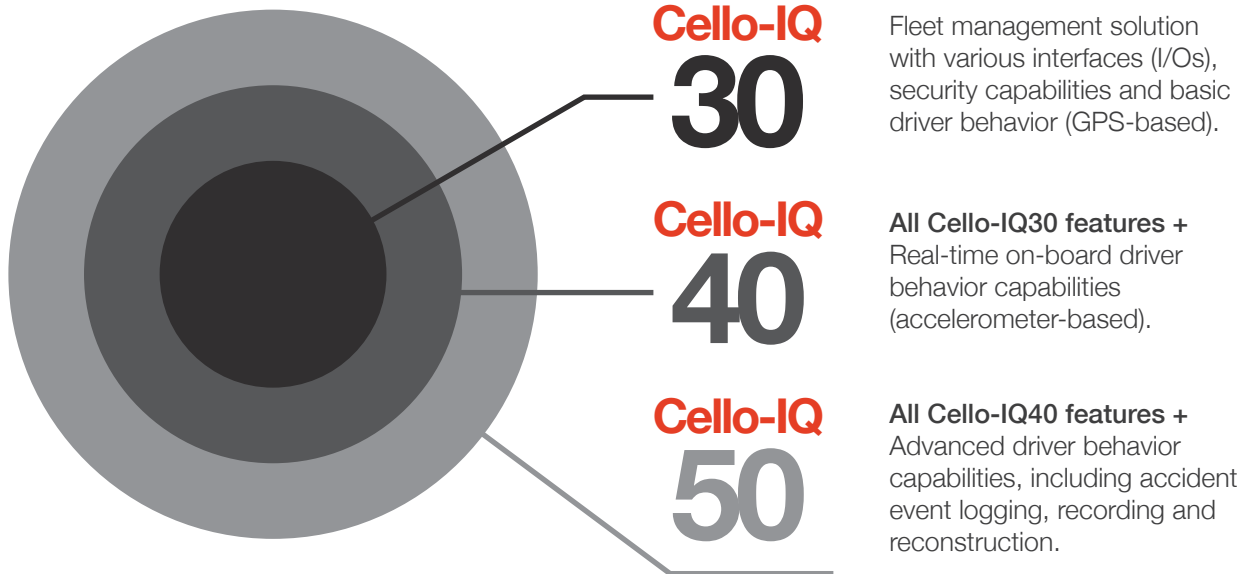 Cello-IQ
30
Fleet management solution
with various interfaces (I/Os),
security capabilities and basic
driver behavior (GPS-based).
Cello-IQ
40
All Cello-IQ30 features +
Real-time on-board driver
behavior capabilities
(accelerometer-based).
Cello-IQ
50
All Cello-IQ40 features +
Advanced driver behavior
capabilities, including accident
event logging, recording and
reconstruction.